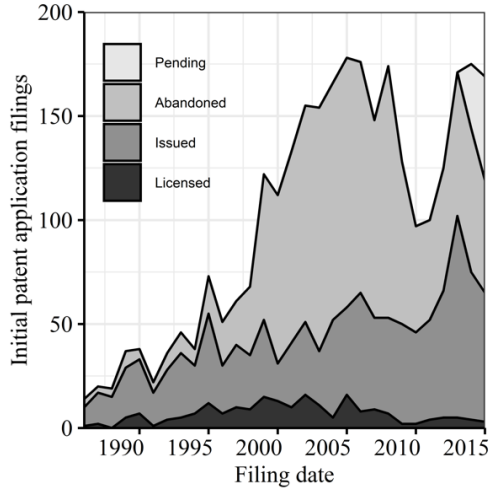 200
150
100
50
0
Initial patent application filings
Pending
Abandoned
Issued
Licensed
1990 1995 2000 2005 2010 2015
Filing date